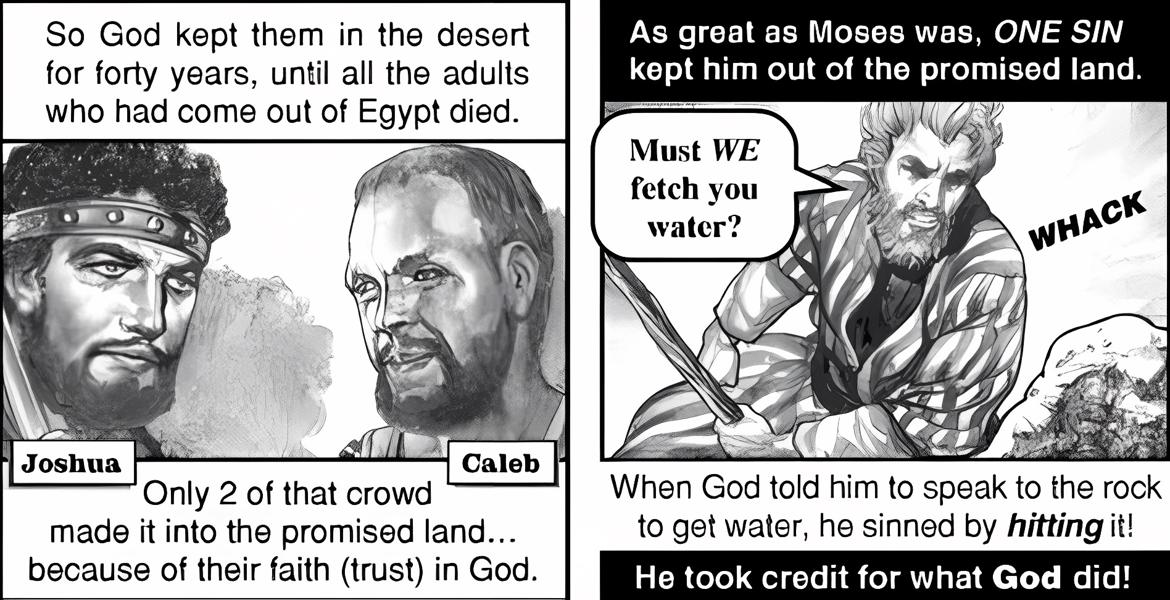 So God kept them in the desert
for forty years, until all the adults
who had come out of Egypt died.
Joshua
Caleb
Only 2 of that crowd
made it into the promised land...
because of their faith (trust) in God.
As great as Moses was, ONE SIN
kept him out of the promised land.
Must WE
fetch you
water?
WHACK
When God told him to speak to the rock
to get water, he sinned by hitting it!
He took credit for what God did!